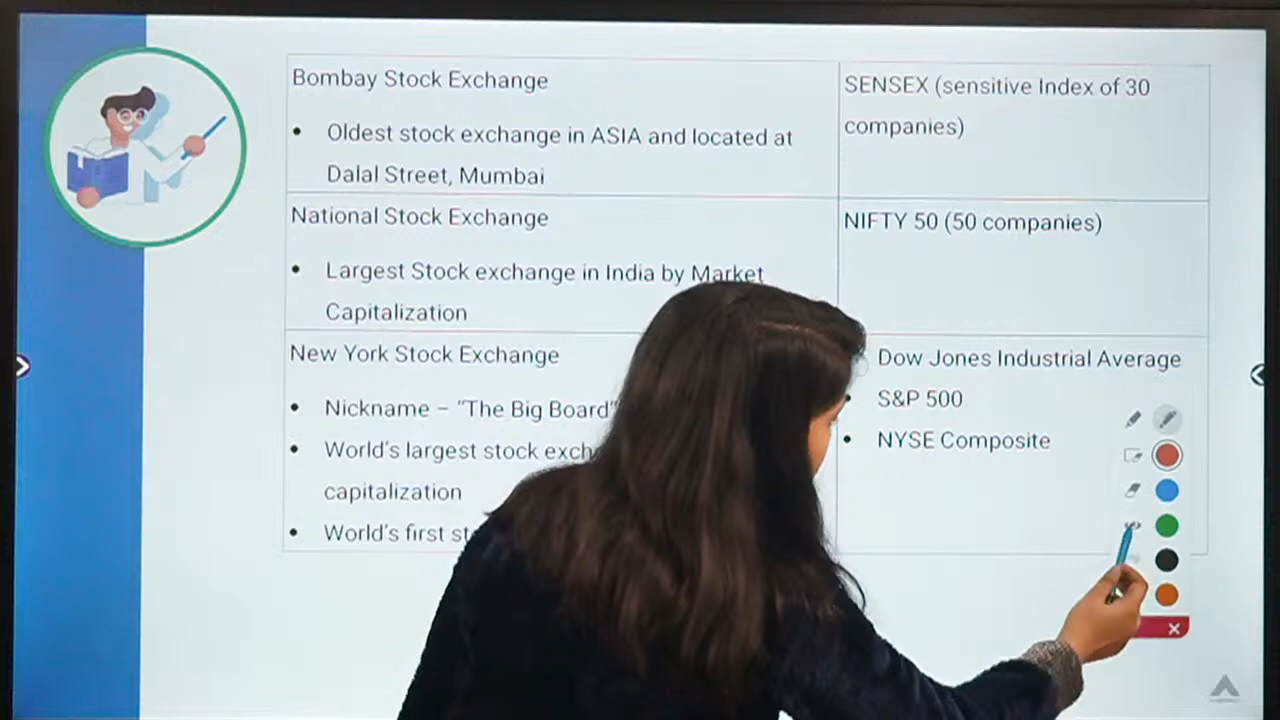 Bombay Stock Exchange
• Oldest stock exchange in ASIA and located at
Dalal Street, Mumbai
SENSEX (sensitive Index of 30
companies)
National Stock Exchange
• Largest Stock exchange in India by Market
Capitalization
NIFTY 50 (50 companies)
New York Stock Exchange
• Nickname – “The Big Board”
• World's largest stock
capitalization
• World's first
Dow Jones Industrial Average
• S&P 500
• NYSE Composite